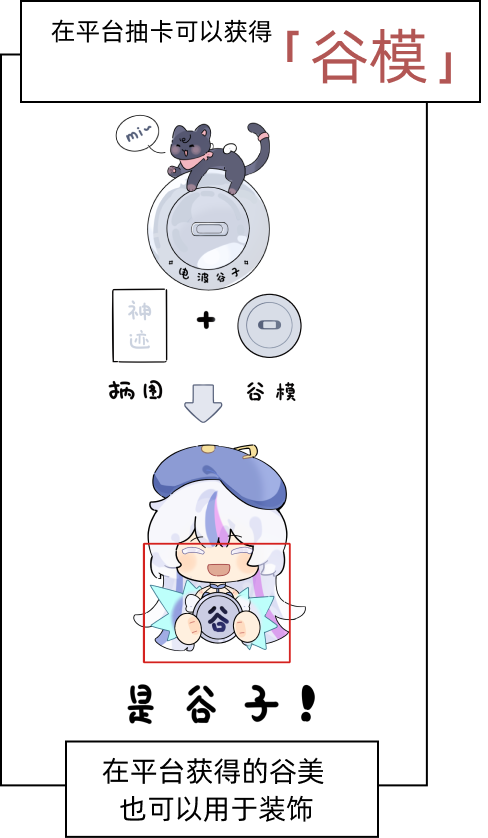 在平台抽卡可以获得「谷模」
mi~
电波谷子
神迹
+
柄图
谷模
谷
是谷子!
在平台获得的谷美
也可以用于装饰